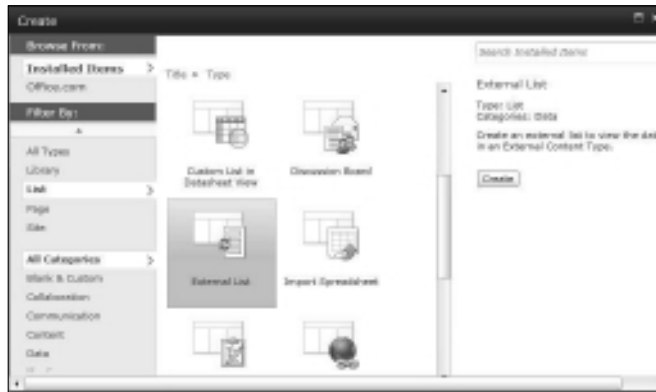 Create
Browse From:
Installed Items
Office.com
Filter By:
All Types
Library
List
Page
Site
All Categories
Blank & Custom
Collaboration
Communication
Content
Data
Title Type
Custom List in
Datasheet View
Discussion Board
External List
Import Spreadsheet
Search Installed Items
External List
Type: List
Categories: Data
Create an external list to view the dat
in an External Content Type.
Create